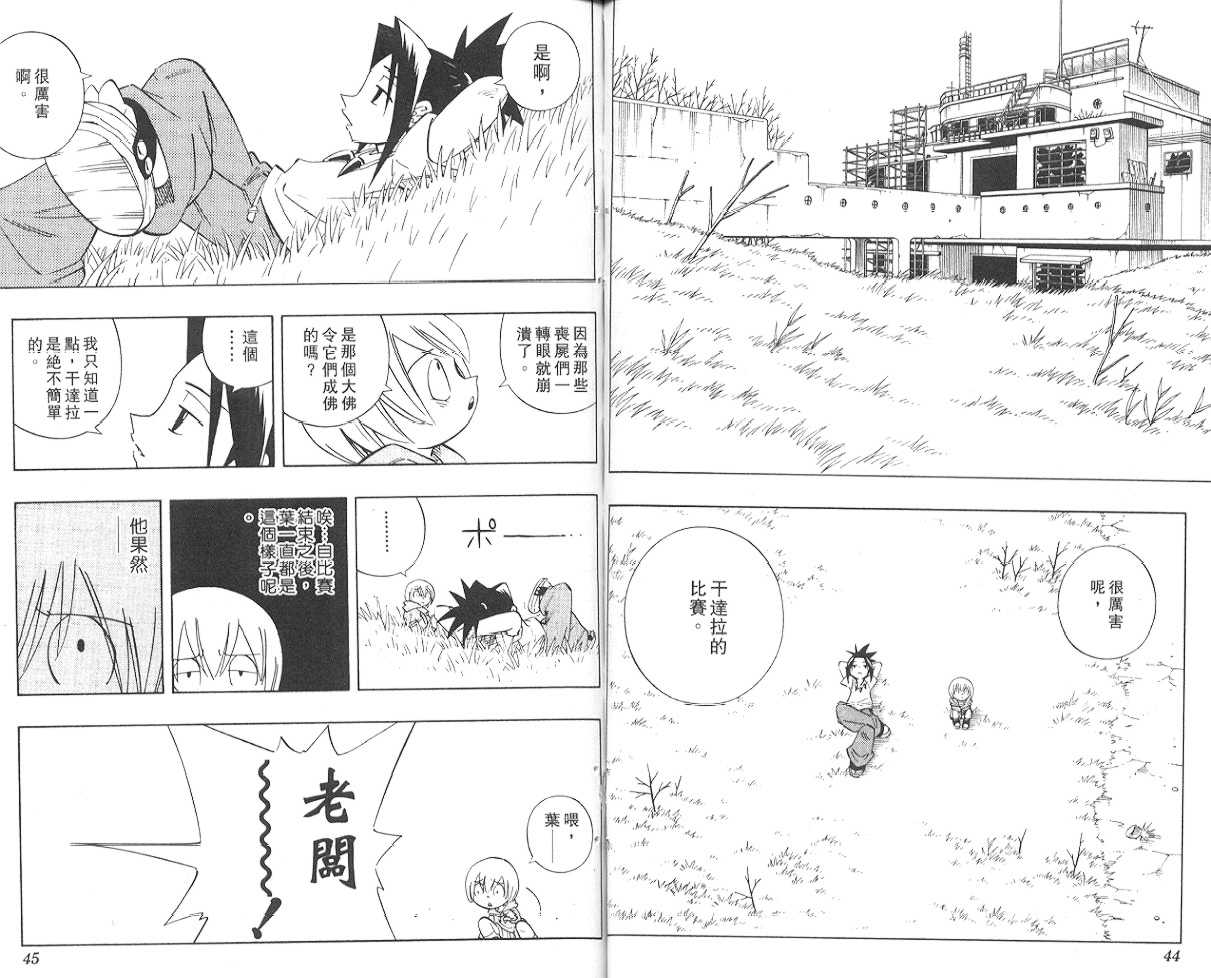 很厲害
呢，
干達拉的
比賽。
44
是啊，
很厲害
啊。
因為那些
喪屍們一
轉眼就崩
潰了。
是那個大佛
令它們成佛
的嗎？
這個
……
我只知道一
點，干達拉
是絕不簡單
的。
ポ——
………
唉…自比賽
結束之後，
葉一直都是
這個樣子呢
。
他果然
——
喂，
葉——
老闆
～～～！
45